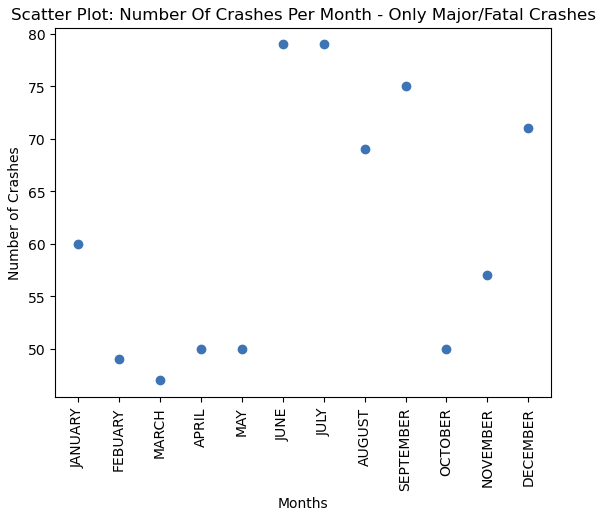 Scatter Plot: Number Of Crashes Per Month - Only Major/Fatal Crashes
80
75
70
65
60
55
50
Number of Crashes
JANUARY
FEBUARY
MARCH
APRIL
MAY
JUNE
JULY
AUGUST
SEPTEMBER
OCTOBER
NOVEMBER
DECEMBER
Months